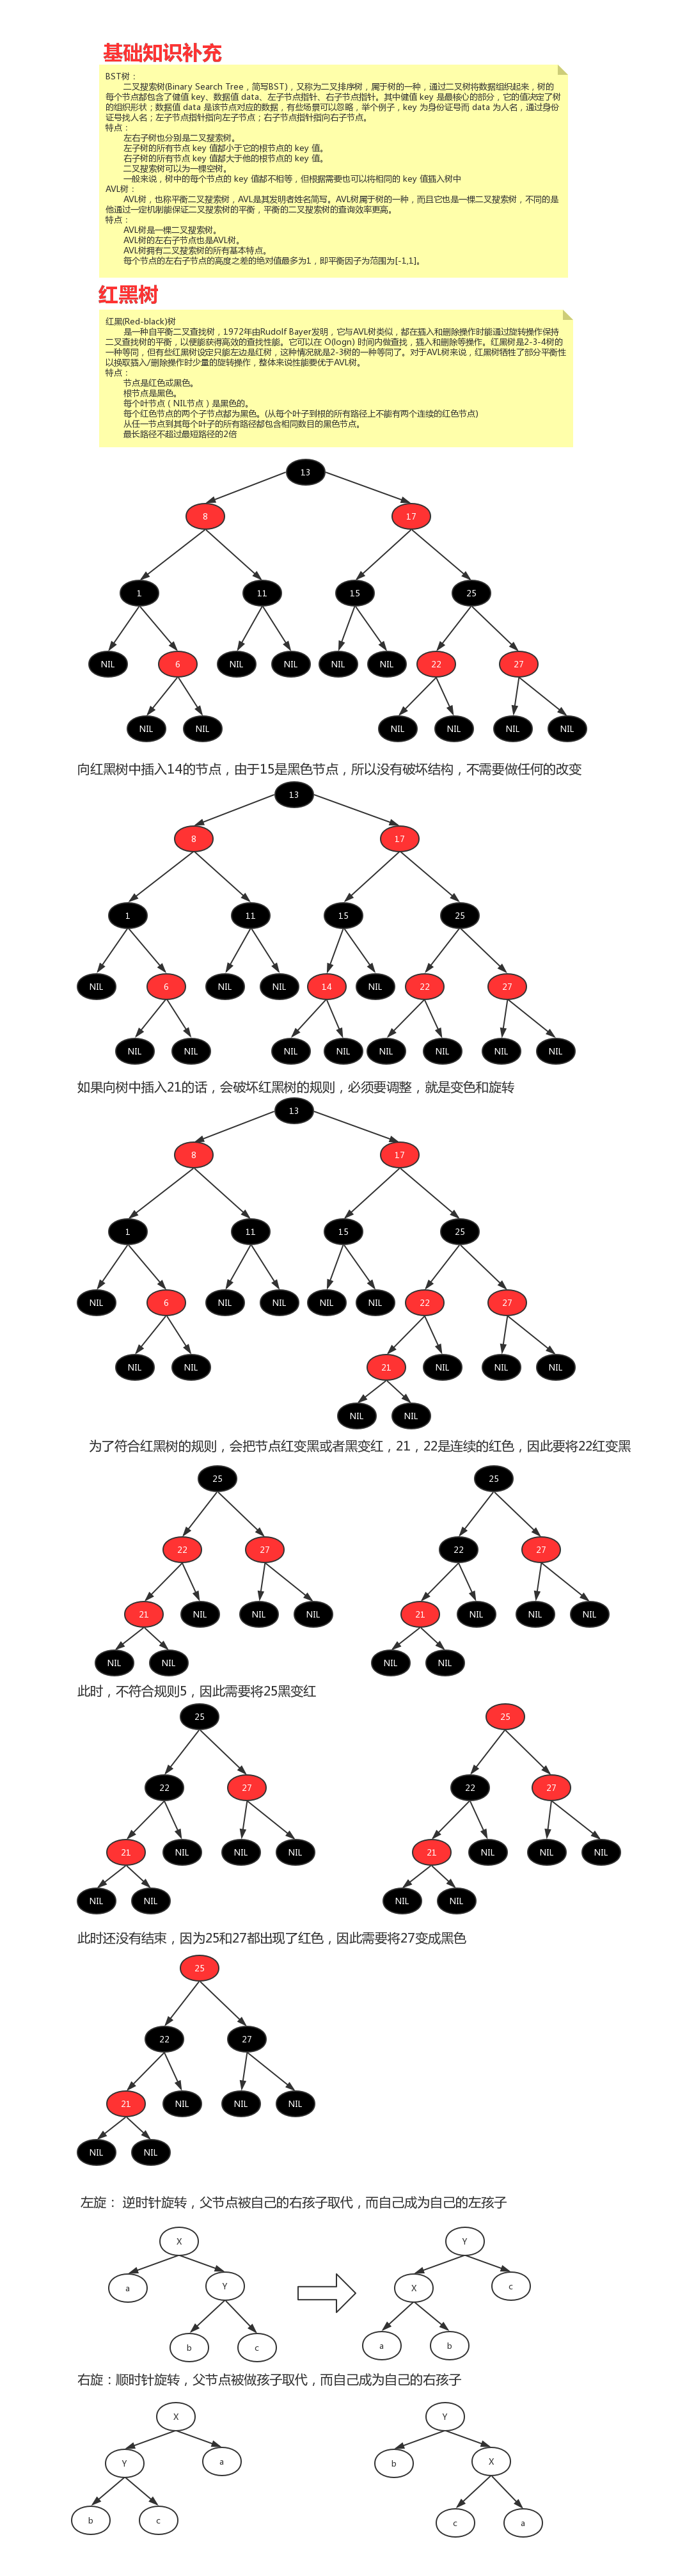 基础知识补充
BST树：
二叉搜索树(Binary Search Tree，简写BST)，又称为二叉排序树，属于树的一种，通过二叉树将数据组织起来，树的
每个节点都包含了健值 key、数据值 data、左子节点指针、右子节点指针。其中健值 key 是最核心的部分，它的值决定了树
的组织形状；数据值 data 是该节点对应的数据，有些场景可以忽略，举个例子，key 为身份证号而 data 为人名，通过身份
证号找人名；左子节点指针指向左子节点；右子节点指针指向右子节点。
特点：
左右子树也分别是二叉搜索树。
左子树的所有节点 key 值都小于它的根节点的 key 值。
右子树的所有节点 key 值都大于他的根节点的 key 值。
二叉搜索树可以为一棵空树。
一般来说，树中的每个节点的 key 值都不相等，但根据需要也可以将相同的 key 值插入树中
AVL树：
AVL树，也称平衡二叉搜索树，AVL是其发明者姓名简写。AVL树属于树的一种，而且它也是一棵二叉搜索树，不同的是
他通过一定机制能保证二叉搜索树的平衡，平衡的二叉搜索树的查询效率更高。
特点：
AVL树是一棵二叉搜索树。
AVL树的左右子节点也是AVL树。
AVL树拥有二叉搜索树的所有基本特点。
每个节点的左右子节点的高度之差的绝对值最多为1，即平衡因子为范围为[-1,1]。
红黑树
红黑(Red-black)树
是一种自平衡二叉查找树，1972年由Rudolf Bayer发明，它与AVL树类似，都在插入和删除操作时能通过旋转操作保持
二叉查找树的平衡，以便能获得高效的查找性能。它可以在 O(logn) 时间内做查找，插入和删除等操作。红黑树是2-3-4树的
一种等同，但有些红黑树设定只能左边是红树，这种情况就是2-3树的一种等同了。对于AVL树来说，红黑树牺牲了部分平衡性
以换取插入/删除操作时少量的旋转操作，整体来说性能要优于AVL树。
特点：
节点是红色或黑色。
根节点是黑色。
每个叶节点（NIL节点）是黑色的。
每个红色节点的两个子节点都为黑色。(从每个叶子到根的所有路径上不能有两个连续的红色节点)
从任一节点到其每个叶子的所有路径都包含相同数目的黑色节点。
最长路径不超过最短路径的2倍
13
8 17
1 11 15 25
NIL 6 NIL NIL NIL NIL 22 27
NIL NIL NIL NIL NIL NIL
向红黑树中插入14的节点，由于15是黑色节点，所以没有破坏结构，不需要做任何的改变
13
8 17
1 11 15 25
NIL 6 NIL NIL 14 NIL 22 27
NIL NIL NIL NIL NIL NIL NIL NIL
如果向树中插入21的话，会破坏红黑树的规则，必须要调整，就是变色和旋转
13
8 17
1 11 15 25
NIL 6 NIL NIL NIL NIL 22 27
NIL NIL 21 NIL NIL NIL
NIL NIL
为了符合红黑树的规则，会把节点红变黑或者黑变红，21，22是连续的红色，因此要将22红变黑
25 25
22 27 22 27
21 NIL NIL NIL 21 NIL NIL NIL
NIL NIL NIL NIL
此时，不符合规则5，因此需要将25黑变红
25 25
22 27 22 27
21 NIL NIL NIL 21 NIL NIL NIL
NIL NIL NIL NIL
此时还没有结束，因为25和27都出现了红色，因此需要将27变成黑色
25
22 27
21 NIL NIL NIL
NIL NIL
左旋： 逆时针旋转，父节点被自己的右孩子取代，而自己成为自己的左孩子
X Y
a Y X c
b c a b
右旋：顺时针旋转，父节点被做孩子取代，而自己成为自己的右孩子
X Y
Y a b X
b c c a